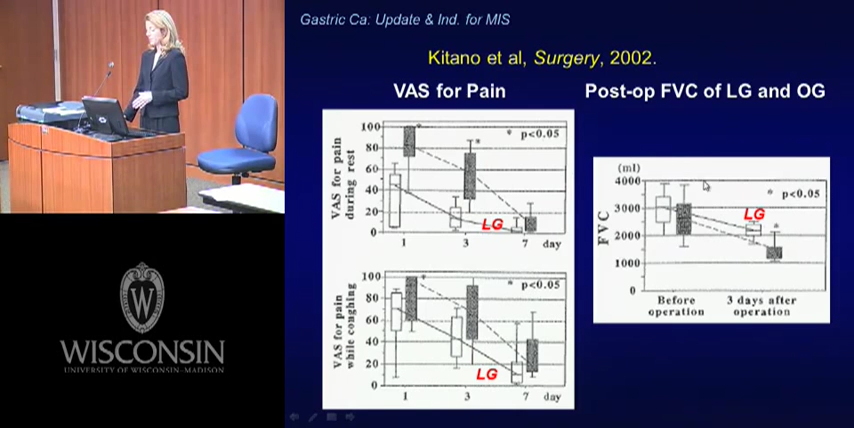 Gastric Ca: Update & Ind. for MIS
Kitano et al, Surgery, 2002.
VAS for Pain
Post-op FVC of LG and OG
VAS for pain
during rest
100
80
60
40
20
0
*
*
* p<0.05
LG
1
3
7
day
VAS for pain
while coughing
100
80
60
40
20
0
*
* p<0.05
LG
1
3
7
day
(ml)
FVC
4000
3000
2000
1000
0
* p<0.05
LG
*
Before
operation
3 days after
operation
W
WISCONSIN
UNIVERSITY OF WISCONSIN–MADISON